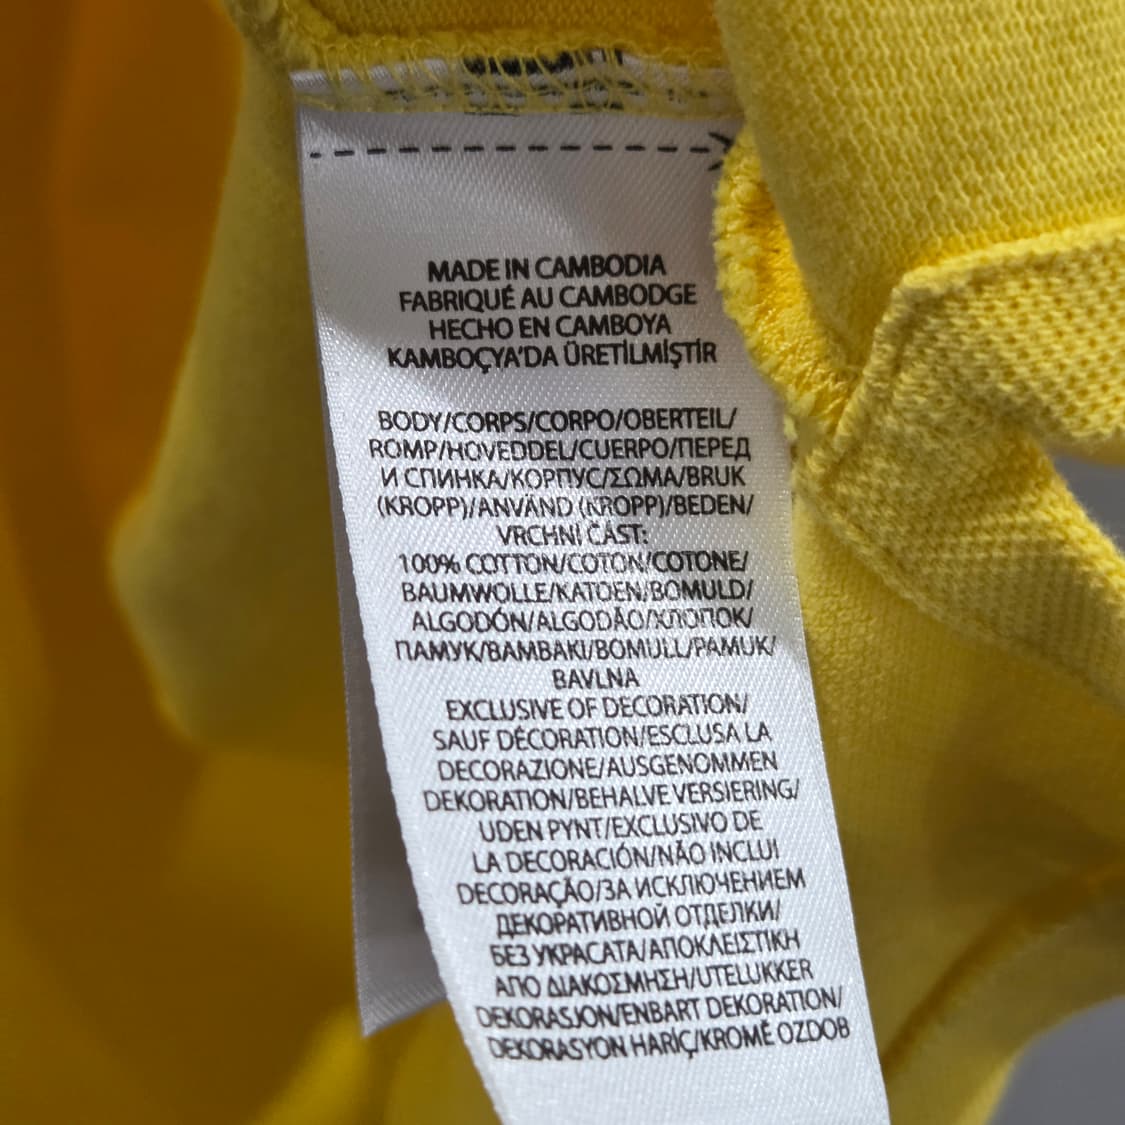 MADE IN CAMBODIA
FABRIQUÉ AU CAMBODGE
HECHO EN CAMBOYA
KAMBOÇYA'DA ÜRETİLMİŞTİR
BODY/CORPS/CORPO/OBERTEIL/
ROMP/HOVEDDEL/CUERPO/ПЕРЕД
И СПИНКА/КОРПУС/ΣΩΜΑ/BRUK
(KROPP)/ANVÄND (KROPP)/BEDEN/
VRCHNÍ ČÁST:
100% COTTON/COTON/COTONE/
BAUMWOLLE/KATOEN/BOMULD/
ALGODÓN/ALGODÃO/ХЛОПОК/
ПАМУК/ΒΑΜΒΑΚΙ/BOMULL/PAMUK/
BAVLNA
EXCLUSIVE OF DECORATION/
SAUF DÉCORATION/ESCLUSA LA
DECORAZIONE/AUSGENOMMEN
DEKORATION/BEHALVE VERSIERING/
UDEN PYNT/EXCLUSIVO DE
LA DECORACIÓN/NÃO INCLUI
DECORAÇÃO/ЗА ИСКЛЮЧЕНИЕМ
ДЕКОРАТИВНОЙ ОТДЕЛКИ/
БЕЗ УКРАСАТА/ΑΠΟΚΛΕΙΣΤΙΚΗ
ΑΠΟ ΔΙΑΚΟΣΜΗΣΗ/UTELUKKER
DEKORASJON/ENBART DEKORATION/
DEKORASYON HARİÇ/KROMĚ OZDOB